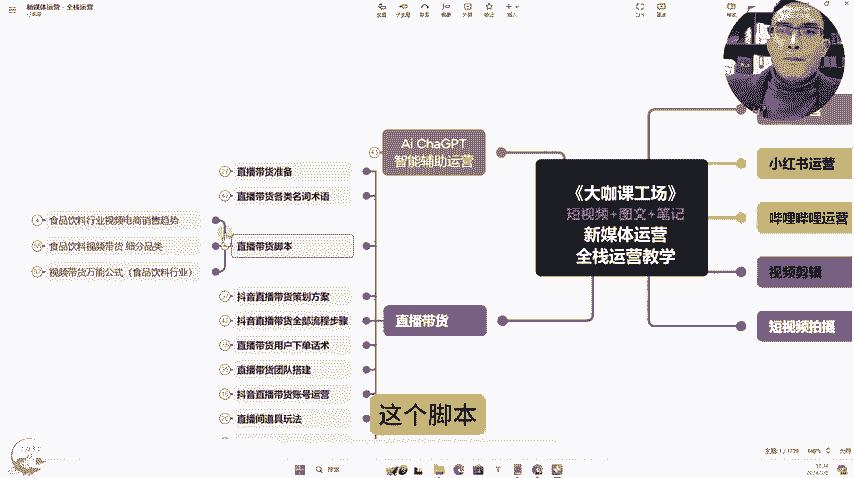 新媒体运营 - 全栈运营
Ai ChaGPT
智能辅助运营
直播带货准备
直播带货各类名词术语
食品饮料行业视频电商销售趋势
食品饮料视频带货 细分品类
视频带货万能公式（食品饮料行业）
直播带货脚本
抖音直播带货策划方案
抖音直播带货全部流程步骤
直播带货用户下单话术
直播带货团队搭建
抖音直播带货账号运营
直播间道具玩法
直播带货
《大咖课工场》
短视频+图文+笔记
新媒体运营
全栈运营教学
小红书运营
哔哩哔哩运营
视频剪辑
短视频拍摄
这个脚本
搜索